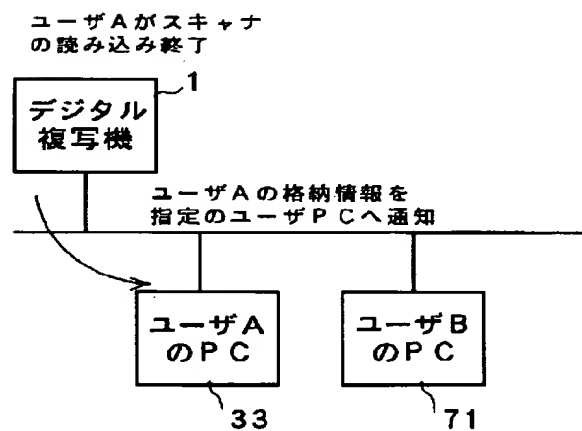 ユーザAがスキャナ
の読み込み終了
1
デジタル
複写機
ユーザAの格納情報を
指定のユーザPCへ通知
ユーザA
のPC
ユーザB
のPC
33
71